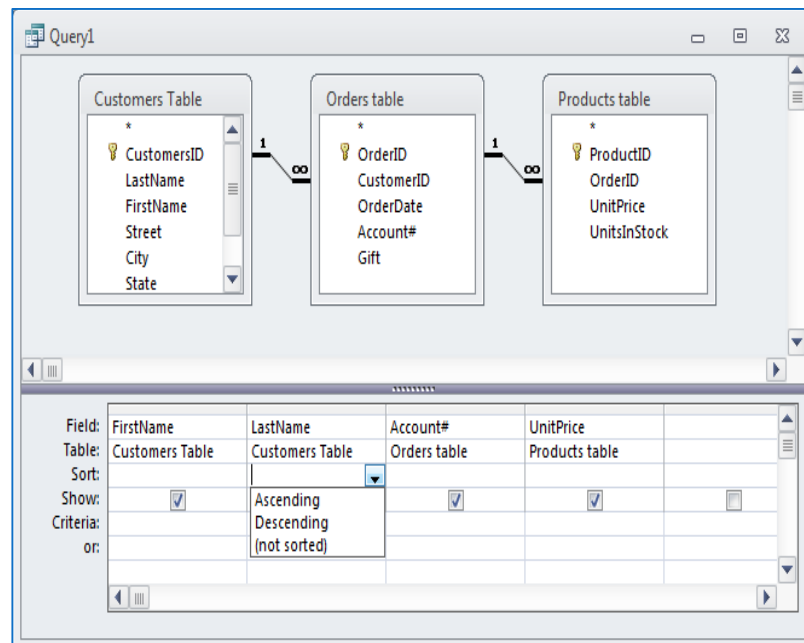 Query1
Customers Table
*
CustomersID
LastName
FirstName
Street
City
State
1
∞
Orders table
*
OrderID
CustomerID
OrderDate
Account#
Gift
1
∞
Products table
*
ProductID
OrderID
UnitPrice
UnitsInStock
Field: FirstName LastName Account# UnitPrice
Table: Customers Table Customers Table Orders table Products table
Sort:
Show: Ascending
Criteria: Descending
or: (not sorted)